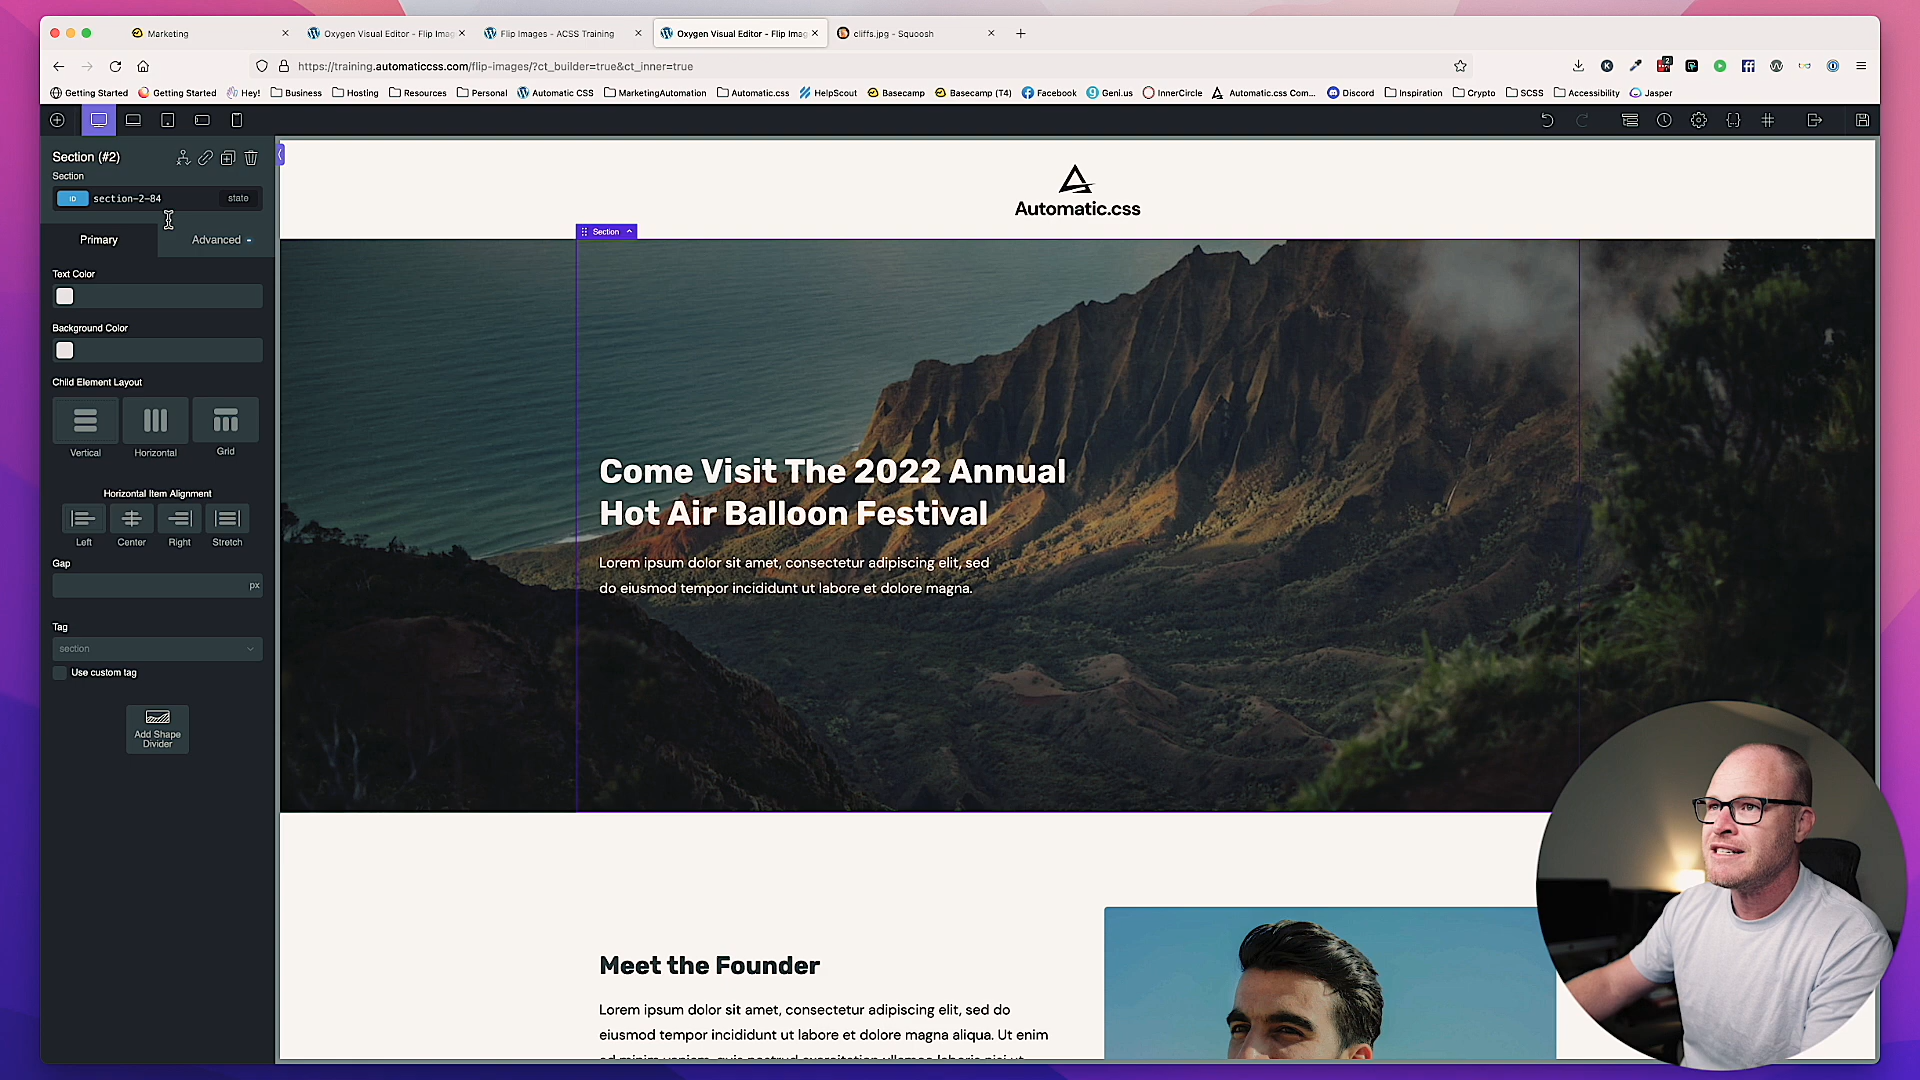 Marketing
Oxygen Visual Editor - Flip Imag
Flip Images - ACSS Training
Oxygen Visual Editor - Flip Imag
cliffs.jpg - Squoosh
https://training.automaticcss.com/flip-images/?ct_builder=true&ct_inner=true
2
Getting Started
Getting Started
Hey!
Business
Hosting
Resources
Personal
Automatic CSS
MarketingAutomation
Automatic.css
HelpScout
Basecamp
Basecamp (T4)
Facebook
Geni.us
InnerCircle
Automatic.css Com...
Discord
Inspiration
Crypto
SCSS
Accessibility
Jasper
Section (#2)
Section
ID
section-2-84
state
Primary
Advanced
Text Color
Background Color
Child Element Layout
Vertical
Horizontal
Grid
Horizontal Item Alignment
Left
Center
Right
Stretch
Gap
px
Tag
section
Use custom tag
Add Shape
Divider
Automatic.css
Section
Come Visit The 2022 Annual
Hot Air Balloon Festival
Lorem ipsum dolor sit amet, consectetur adipiscing elit, sed
do eiusmod tempor incididunt ut labore et dolore magna.
Meet the Founder
Lorem ipsum dolor sit amet, consectetur adipiscing elit, sed do
eiusmod tempor incididunt ut labore et dolore magna aliqua. Ut enim